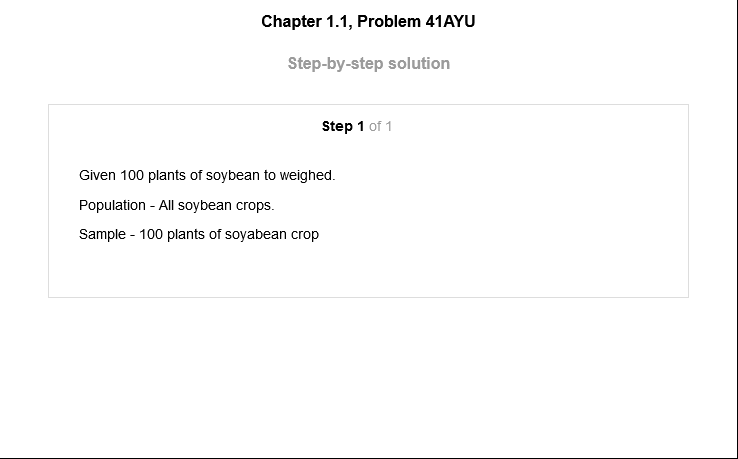 Chapter 1.1, Problem 41AYU
Step-by-step solution
Step 1 of 1
Given 100 plants of soybean to weighed.
Population - All soybean crops.
Sample - 100 plants of soyabean crop